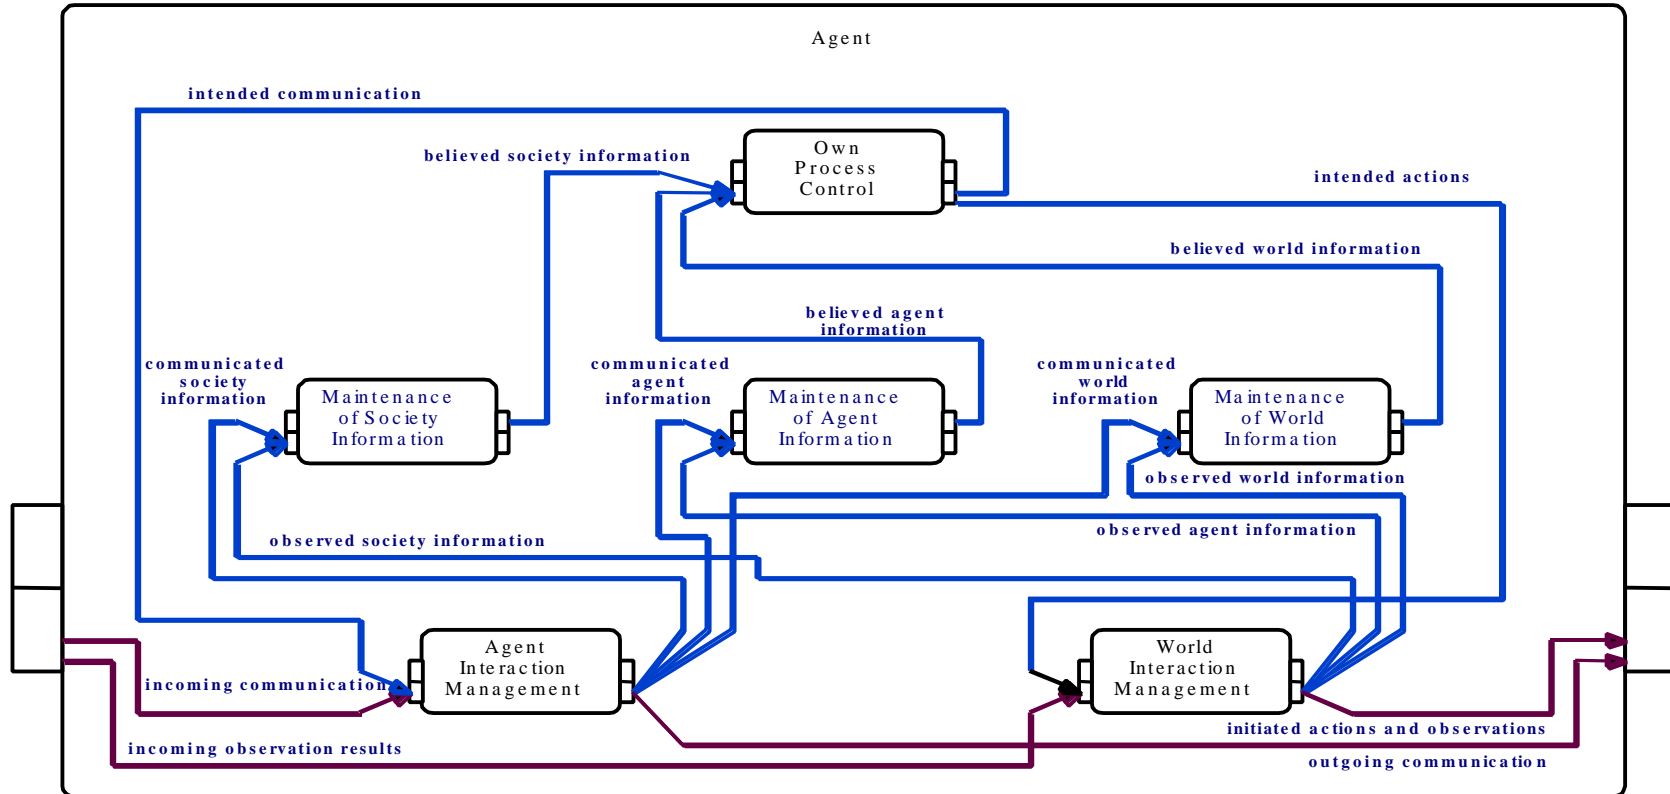 Agent
intended communication
believed society information
Own
Process
Control
intended actions
believed world information
believed agent
information
communicated
society
information
communicated
agent
information
communicated
world
information
Maintenance
of Society
Information
Maintenance
of Agent
Information
Maintenance
of World
Information
observed world information
observed agent information
observed society information
Agent
Interaction
Management
World
Interaction
Management
incoming communication
initiated actions and observations
incoming observation results
outgoing communication